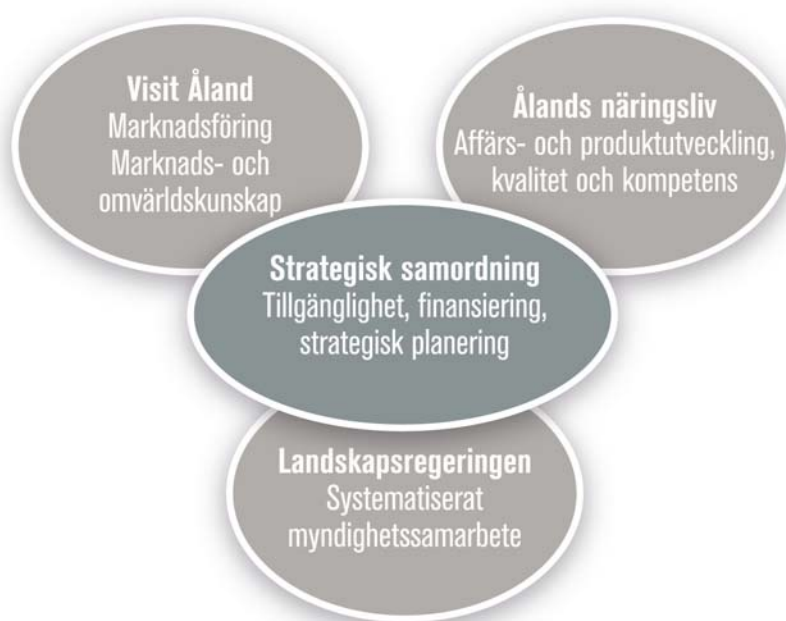 Visit Åland
Marknadsföring
Marknads- och
omvärldskunskap
Ålands näringsliv
Affärs- och produktutveckling,
kvalitet och kompetens
Strategisk samordning
Tillgänglighet, finansiering,
strategisk planering
Landskapsregeringen
Systematiserat
myndighetssamarbete